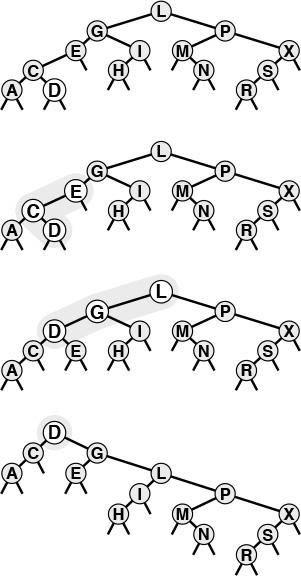 L
G P
E I M X
C H N S
A D R
L
G P
E I M X
C H N S
A D R
L
G P
D I M X
C E H N S
A R
D
C G
A E L
I P
H M X
N S
R